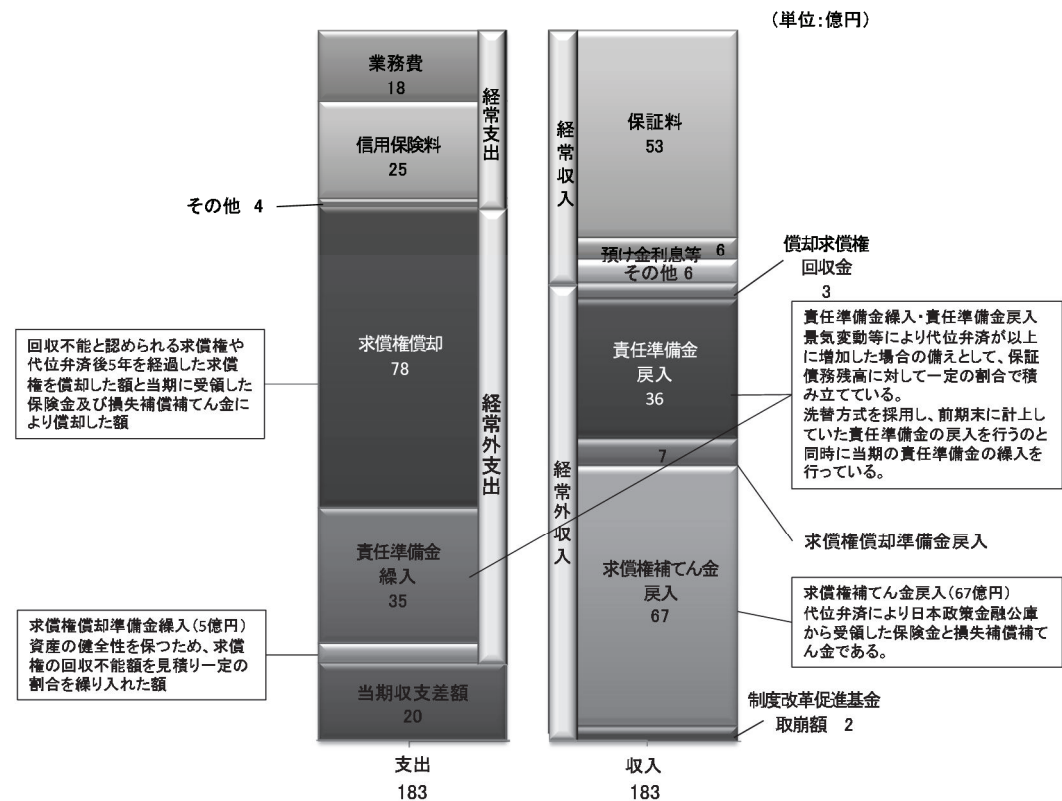 （単位：億円）
業務費
18
信用保険料
25
経常支出
その他 4
求償権償却
78
経常外支出
責任準備金
繰入
35
当期収支差額
20
支出
183
回収不能と認められる求償権や
代位弁済後5年を経過した求償
権を償却した額と当期に受領した
保険金及び損失補償補てん金に
より償却した額
求償権償却準備金繰入（5億円）
資産の健全性を保つため、求償
権の回収不能額を見積り一定の
割合を繰り入れた額
経常収入
保証料
53
預け金利息等 6
その他 6
経常外収入
責任準備金
戻入
36
7
求償権補てん金
戻入
67
収入
183
償却求償権
回収金
3
責任準備金繰入・責任準備金戻入
景気変動等により代位弁済が以上
に増加した場合の備えとして、保証
債務残高に対して一定の割合で積
み立てている。
洗替方式を採用し、前期末に計上し
ていた責任準備金の戻入を行うのと
同時に当期の責任準備金の繰入を
行っている。
求償権償却準備金戻入
求償権補てん金戻入（67億円）
代位弁済により日本政策金融公庫
から受領した保険金と損失補償補て
ん金である。
制度改革促進基金
取崩額 2